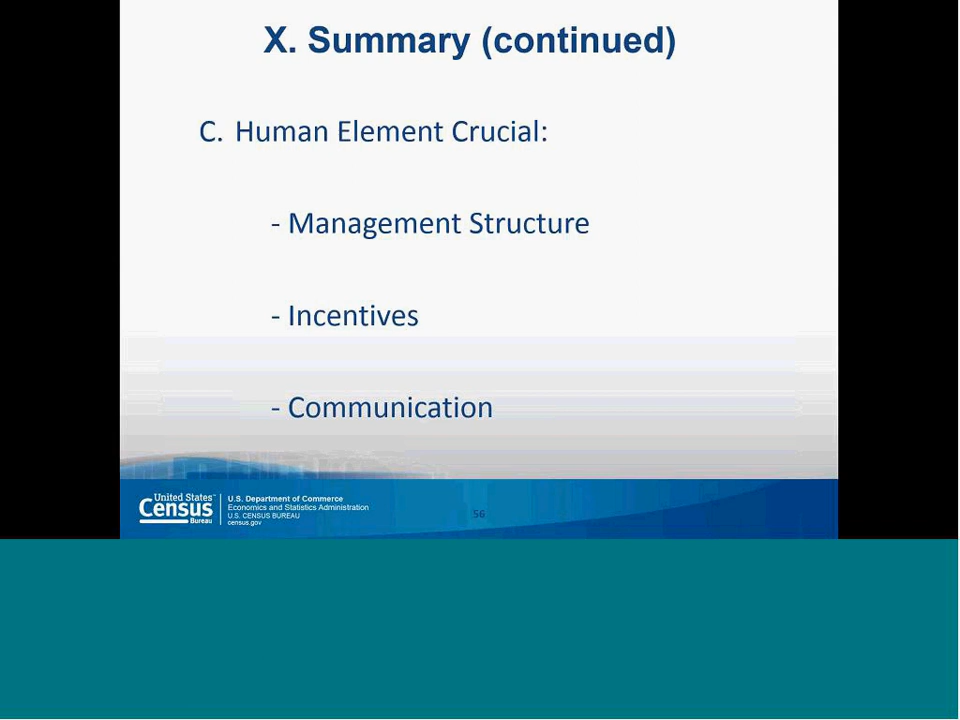 X. Summary (continued)
C. Human Element Crucial:
- Management Structure
- Incentives
- Communication
United States™
Census
Bureau
U.S. Department of Commerce
Economics and Statistics Administration
U.S. CENSUS BUREAU
census.gov
56